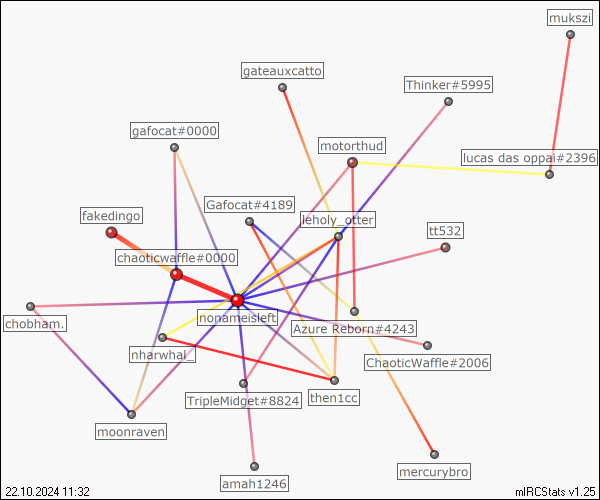 mukszi
gateauxcatto
Thinker#5995
gafocat#0000
motorthud
lucas das oppai#2396
Gafocat#4189
fakedingo
leholy_otter
tt532
chaoticwaffle#0000
nonameisleft
chobham.
Azure Reborn#4243
nharwhal_
ChaoticWaffle#2006
TripleMidget#8824
then1cc
moonraven
mercurybro
amah1246
22.10.2024 11:32
mIRCStats v1.25